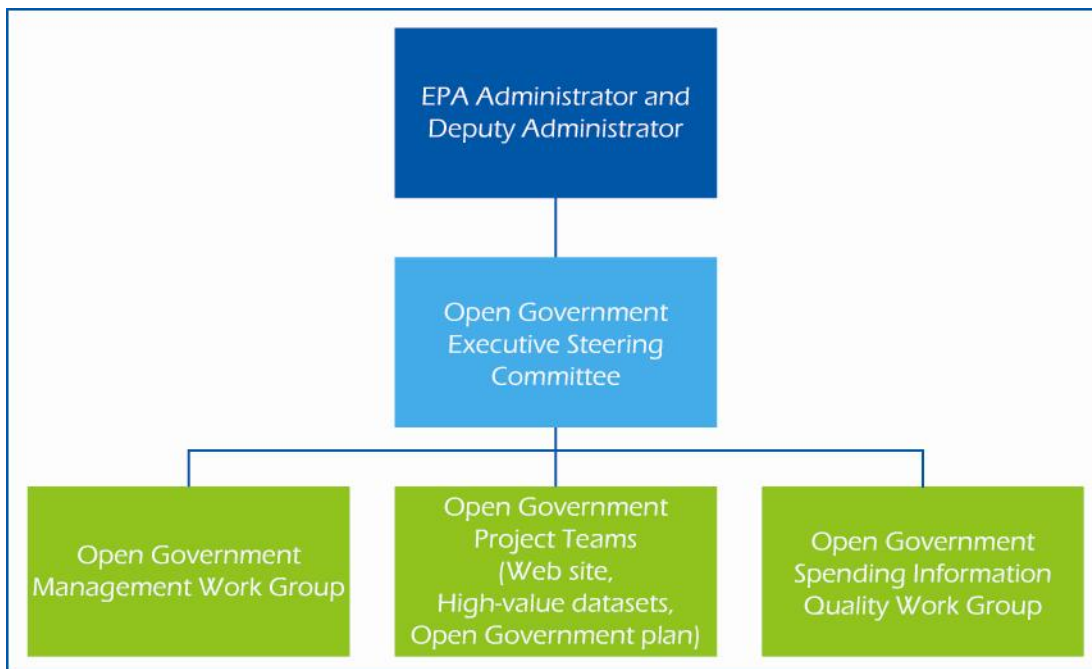 EPA Administrator and
Deputy Administrator
Open Government
Executive Steering
Committee
Open Government
Management Work Group
Open Government
Project Teams
(Web site,
High-value datasets,
Open Government plan)
Open Government
Spending Information
Quality Work Group